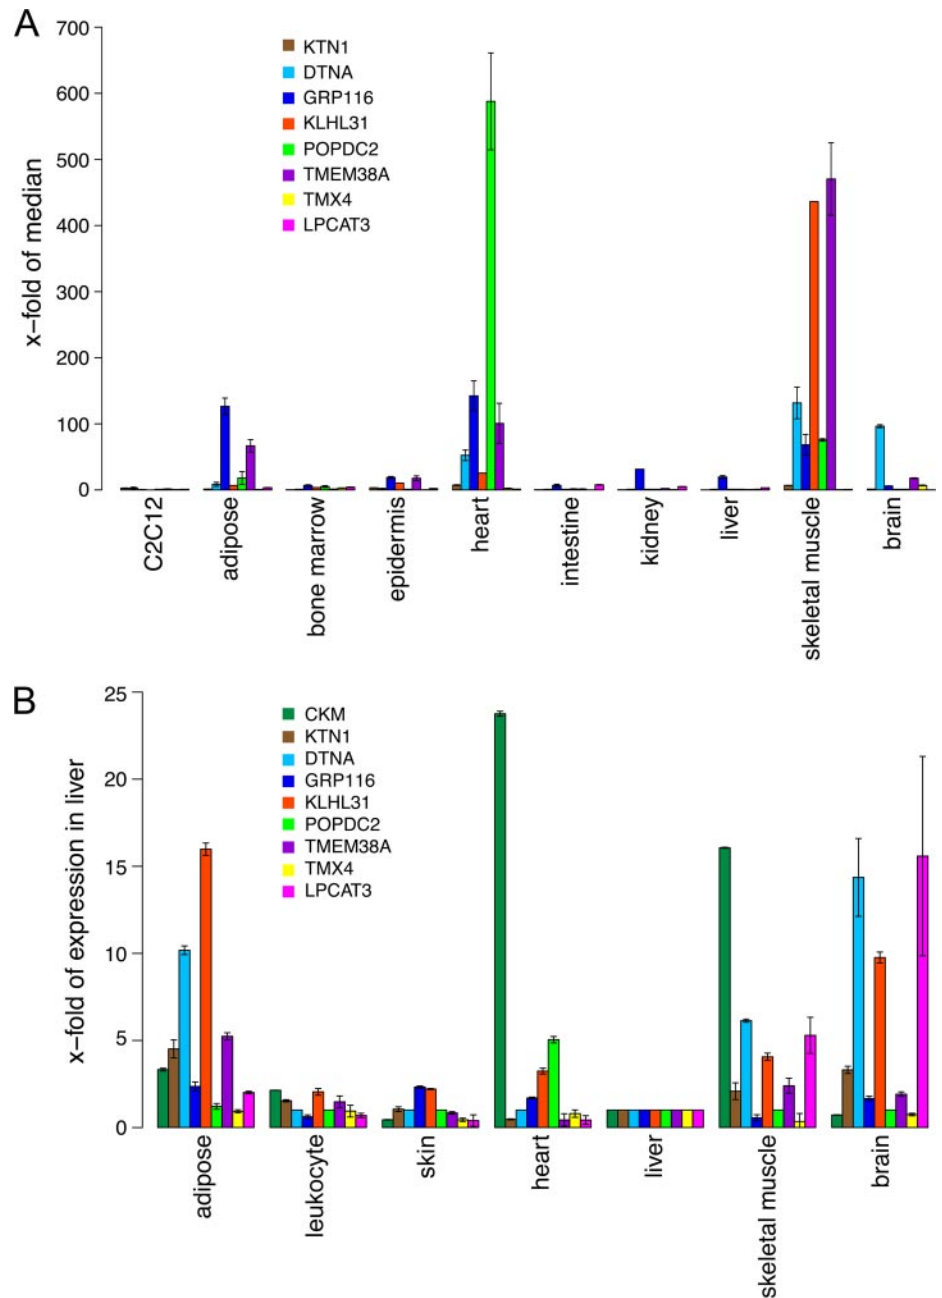 A
x-fold of median
700
600
500
400
300
200
100
0
KTN1
DTNA
GRP116
KLHL31
POPDC2
TMEM38A
TMX4
LPCAT3
C2C12
adipose
bone marrow
epidermis
heart
intestine
kidney
liver
skeletal muscle
brain
B
x-fold of expression in liver
25
20
15
10
5
0
CKM
KTN1
DTNA
GRP116
KLHL31
POPDC2
TMEM38A
TMX4
LPCAT3
adipose
leukocyte
skin
heart
liver
skeletal muscle
brain